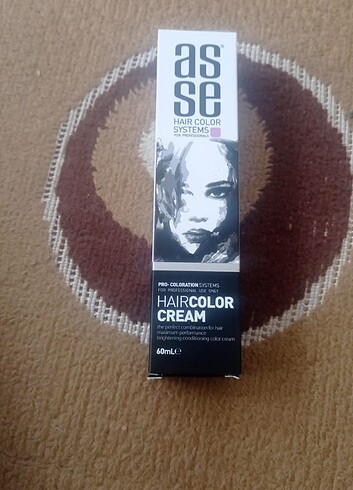 as
se
HAIR COLOR
SYSTEMS
FOR PROFESSIONALS
PRO-COLORATION SYSTEMS
FOR PROFESSIONAL USE ONLY
HAIRCOLOR
CREAM
the perfect combination for hair
maximum performance
brightening conditioning color cream
60mL e